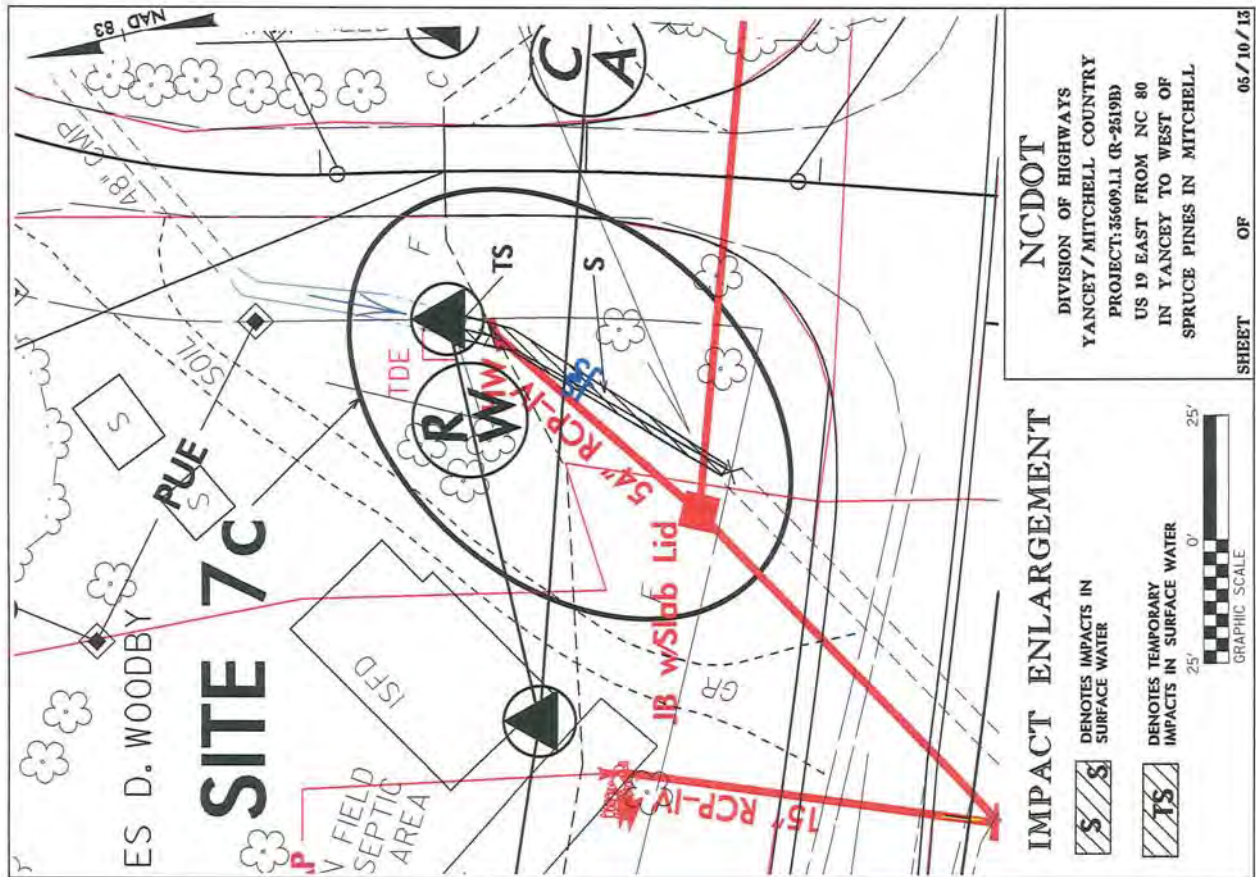 NAD 83
48" CMP
C
C
A
F
SOIL
TS
S
TDE
R
W
HW
54" RCP-IV
JS
PUE
S
S
ES D. WOODBY
SITE 7C
ISFD
JB w/Slab Lid
F
GR
FIELD
SEPTIC
AREA
15" RCP-IV
IMPACT ENLARGEMENT
S S DENOTES IMPACTS IN
SURFACE WATER
TS DENOTES TEMPORARY
IMPACTS IN SURFACE WATER
25' 0' 25'
GRAPHIC SCALE
NCDOT
DIVISION OF HIGHWAYS
YANCEY/MITCHELL COUNTRY
PROJECT:35609.1.1 (R-2519B)
US 19 EAST FROM NC 80
IN YANCEY TO WEST OF
SPRUCE PINES IN MITCHELL
SHEET OF 05/10/13